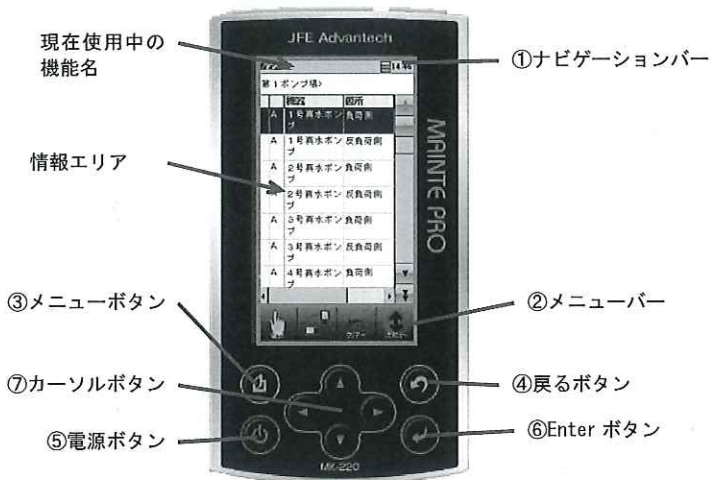 現在使用中の
機能名
情報エリア
③メニューボタン
⑦カーソルボタン
⑤電源ボタン
JFE Advantech
14:46
第1ポンプ場>
機器 箇所
A 1号真水ポンプ 負荷側
A 1号真水ポンプ 反負荷側
A 2号真水ポンプ 負荷側
A 2号真水ポンプ 反負荷側
A 3号真水ポンプ 負荷側
A 3号真水ポンプ 反負荷側
A 4号真水ポンプ 負荷側
クリアー
MAINTE PRO
MK-220
①ナビゲーションバー
②メニューバー
④戻るボタン
⑥Enter ボタン